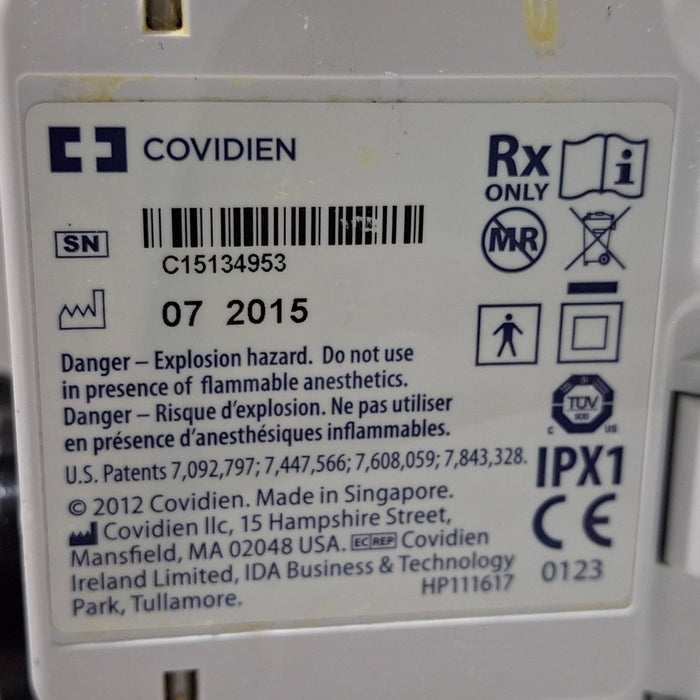 COVIDIEN
Rx
ONLY
SN
C15134953
MR
07 2015
Danger – Explosion hazard. Do not use
in presence of flammable anesthetics.
Danger – Risque d'explosion. Ne pas utiliser
en présence d'anesthésiques inflammables.
TÜV
C US
U.S. Patents 7,092,797; 7,447,566; 7,608,059; 7,843,328.
IPX1
© 2012 Covidien. Made in Singapore.
Covidien llc, 15 Hampshire Street,
Mansfield, MA 02048 USA. EC REP Covidien
Ireland Limited, IDA Business & Technology
Park, Tullamore.
HP111617
CE
0123